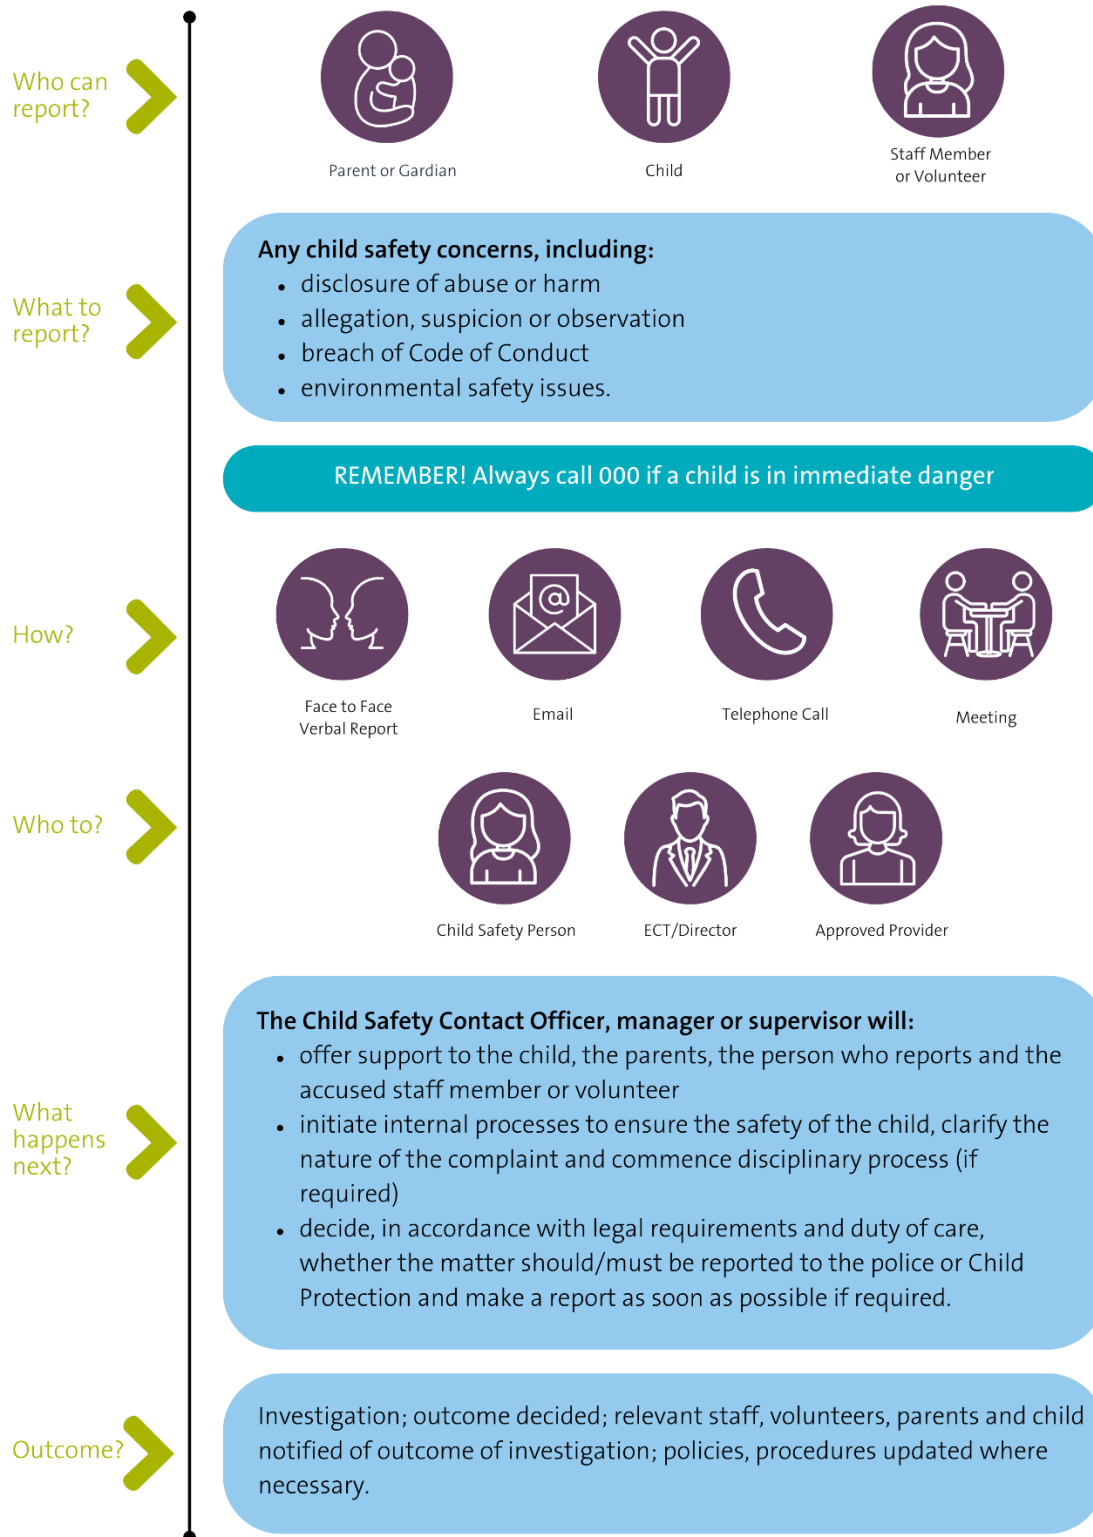 Who can
report?
Parent or Gardian
Child
Staff Member
or Volunteer
What to
report?
Any child safety concerns, including:
• disclosure of abuse or harm
• allegation, suspicion or observation
• breach of Code of Conduct
• environmental safety issues.
REMEMBER! Always call 000 if a child is in immediate danger
How?
@
Face to Face
Verbal Report
Email
Telephone Call
Meeting
Who to?
Child Safety Person
ECT/Director
Approved Provider
What
happens
next?
The Child Safety Contact Officer, manager or supervisor will:
• offer support to the child, the parents, the person who reports and the
accused staff member or volunteer
• initiate internal processes to ensure the safety of the child, clarify the
nature of the complaint and commence disciplinary process (if
required)
• decide, in accordance with legal requirements and duty of care,
whether the matter should/must be reported to the police or Child
Protection and make a report as soon as possible if required.
Outcome?
Investigation; outcome decided; relevant staff, volunteers, parents and child
notified of outcome of investigation; policies, procedures updated where
necessary.